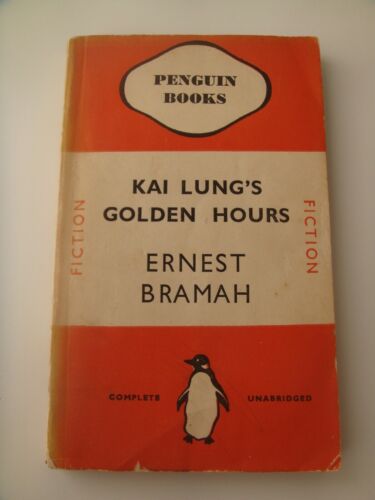 PENGUIN
BOOKS
KAI LUNG'S
GOLDEN HOURS
FICTION
FICTION
ERNEST
BRAMAH
COMPLETE
UNABRIDGED